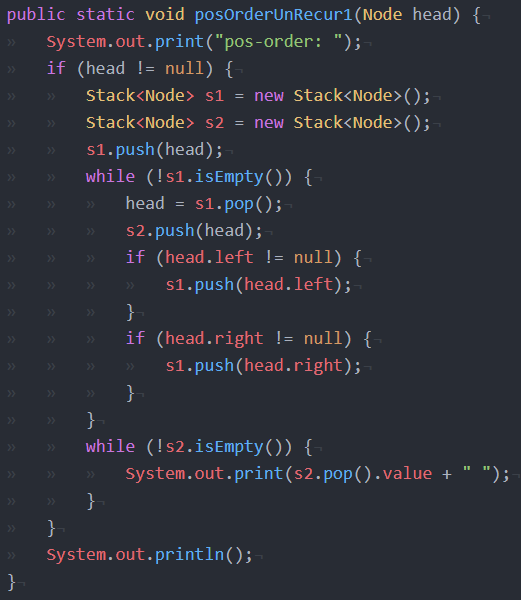 public static void posOrderUnRecur1(Node head) {¬
»   System.out.print("pos-order: ");¬
»   if (head != null) {¬
»   »   Stack<Node> s1 = new Stack<Node>();¬
»   »   Stack<Node> s2 = new Stack<Node>();¬
»   »   s1.push(head);¬
»   »   while (!s1.isEmpty()) {¬
»   »   »   head = s1.pop();¬
»   »   »   s2.push(head);¬
»   »   »   if (head.left != null) {¬
»   »   »   »   s1.push(head.left);¬
»   »   »   }¬
»   »   »   if (head.right != null) {¬
»   »   »   »   s1.push(head.right);¬
»   »   »   }¬
»   »   }¬
»   »   while (!s2.isEmpty()) {¬
»   »   »   System.out.print(s2.pop().value + " ");¬
»   »   }¬
»   }¬
»   System.out.println();¬
}¬